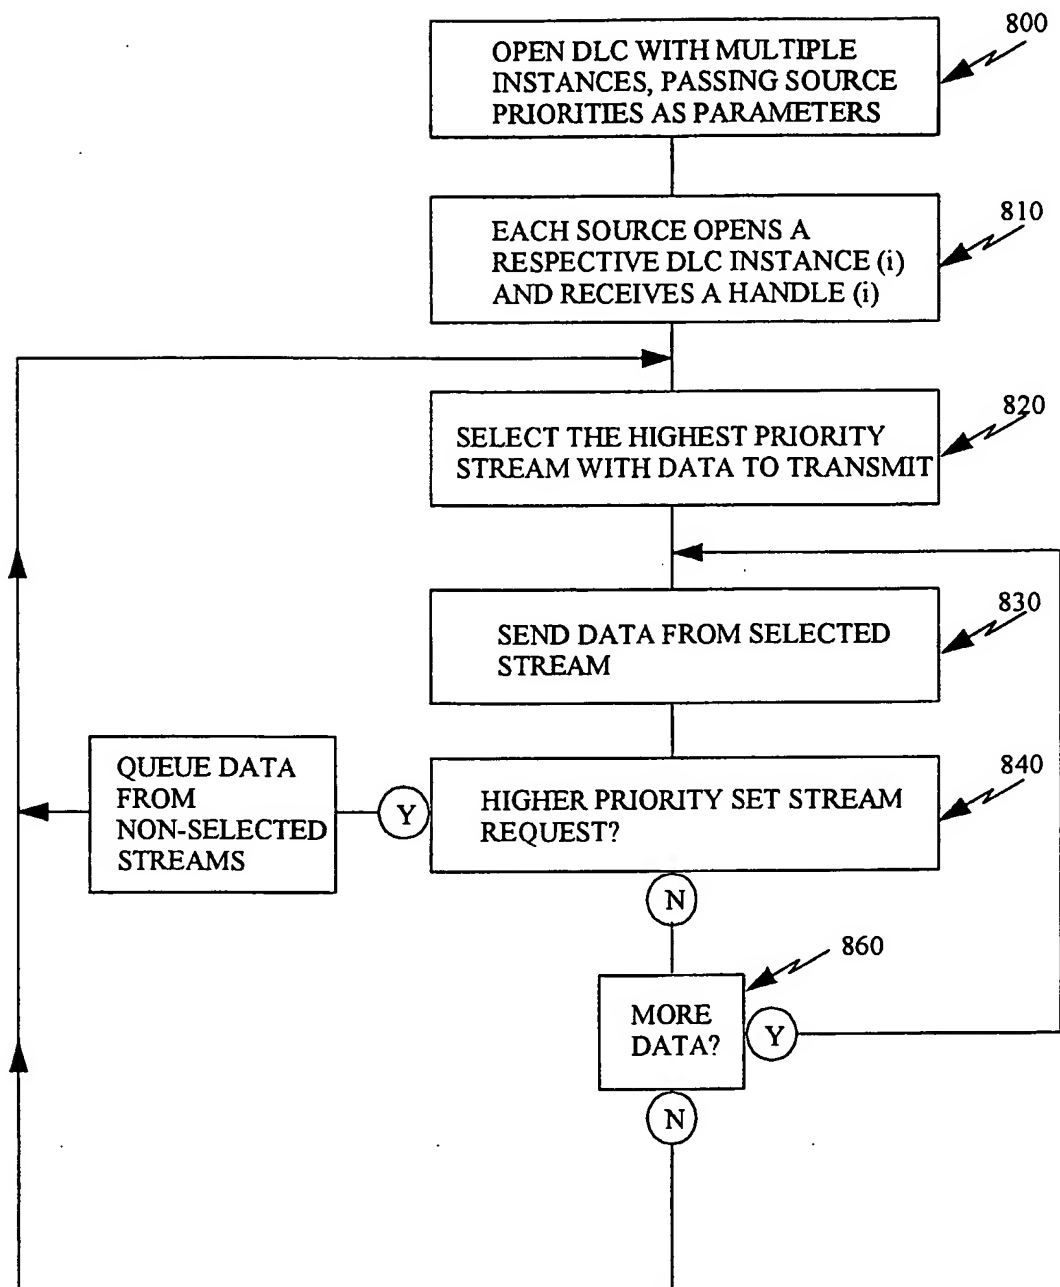 800
OPEN DLC WITH MULTIPLE
INSTANCES, PASSING SOURCE
PRIORITIES AS PARAMETERS
810
EACH SOURCE OPENS A
RESPECTIVE DLC INSTANCE (i)
AND RECEIVES A HANDLE (i)
820
SELECT THE HIGHEST PRIORITY
STREAM WITH DATA TO TRANSMIT
830
SEND DATA FROM SELECTED
STREAM
840
HIGHER PRIORITY SET STREAM
REQUEST?
Y
QUEUE DATA
FROM
NON-SELECTED
STREAMS
N
860
MORE
DATA?
Y
N